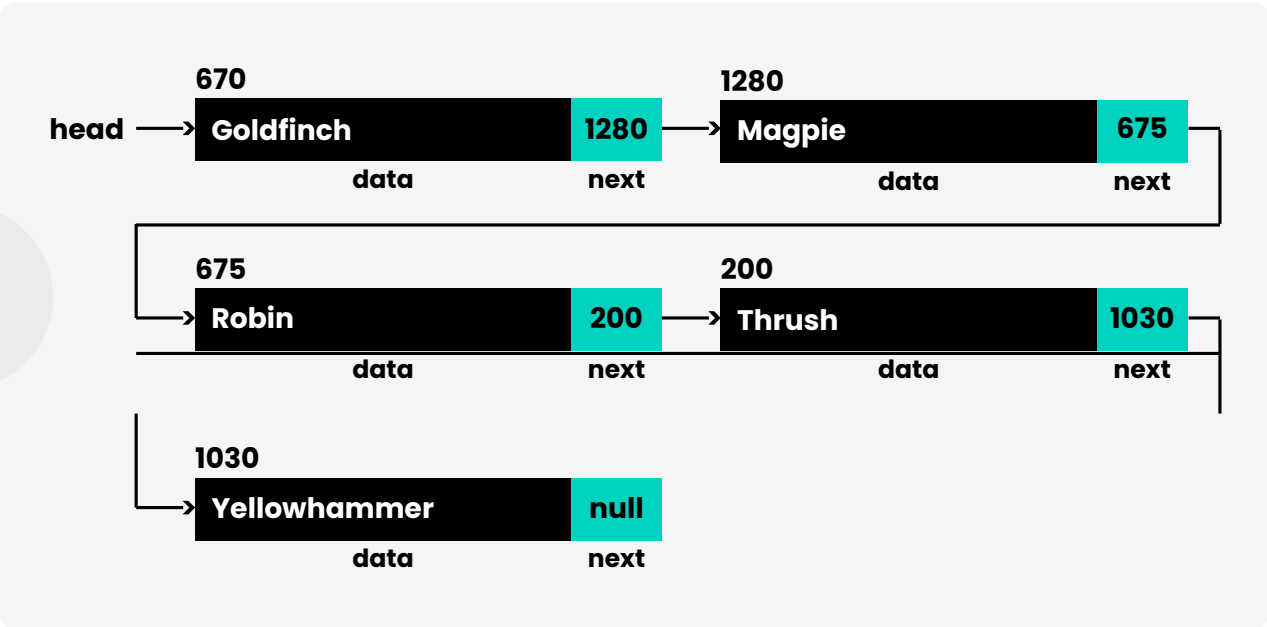 670
1280
head
Goldfinch 1280
Magpie 675
data next
data next
675
200
Robin 200
Thrush 1030
data next
data next
1030
Yellowhammer null
data next